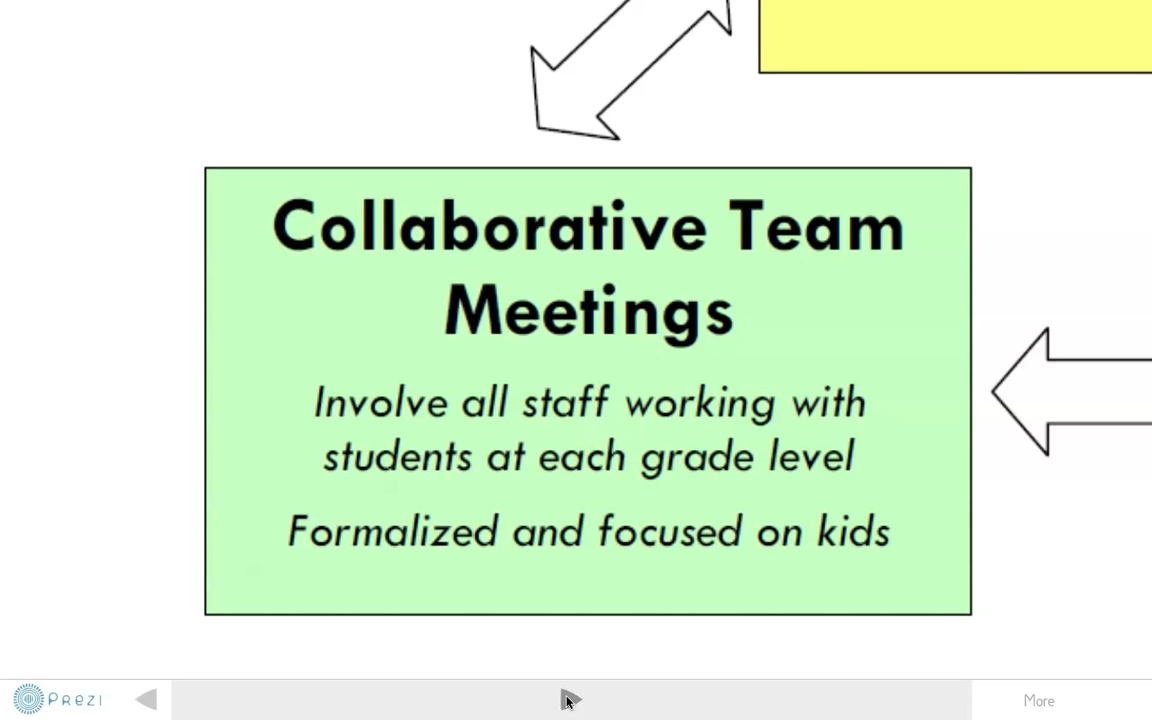 Collaborative Team
Meetings
Involve all staff working with
students at each grade level
Formalized and focused on kids
PREZI
More